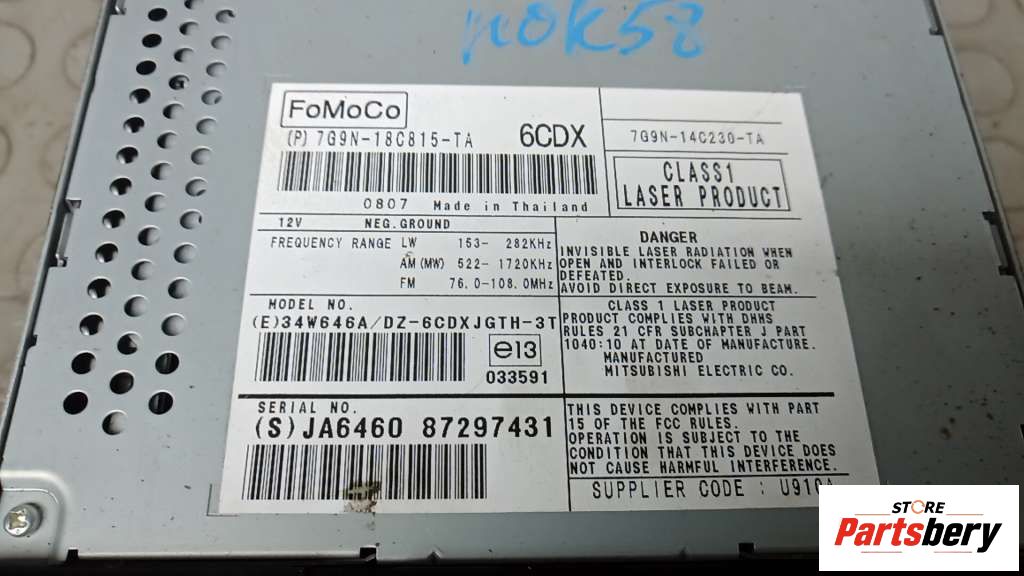 FoMoCo
(P) 7G9N-18C815-TA 6CDX
0807 Made in Thailand
7G9N-14C230-TA
CLASS1
LASER PRODUCT
12V NEG.GROUND
FREQUENCY RANGE LW 153- 282KHz
AM(MW) 522- 1720KHz
FM 76.0-108.0MHz
DANGER
INVISIBLE LASER RADIATION WHEN
OPEN AND INTERLOCK FAILED OR
DEFEATED.
AVOID DIRECT EXPOSURE TO BEAM.
MODEL NO.
(E)34W646A/DZ-6CDXJGTH-3T
e13
033591
CLASS 1 LASER PRODUCT
PRODUCT COMPLIES WITH DHHS
RULES 21 CFR SUBCHAPTER J PART
1040:10 AT DATE OF MANUFACTURE.
MANUFACTURED
MITSUBISHI ELECTRIC CO.
SERIAL NO.
(S)JA6460 87297431
THIS DEVICE COMPLIES WITH PART
15 OF THE FCC RULES.
OPERATION IS SUBJECT TO THE
CONDITION THAT THIS DEVICE DOES
NOT CAUSE HARMFUL INTERFERENCE.
SUPPLIER CODE : U910A
STORE
Partsbery